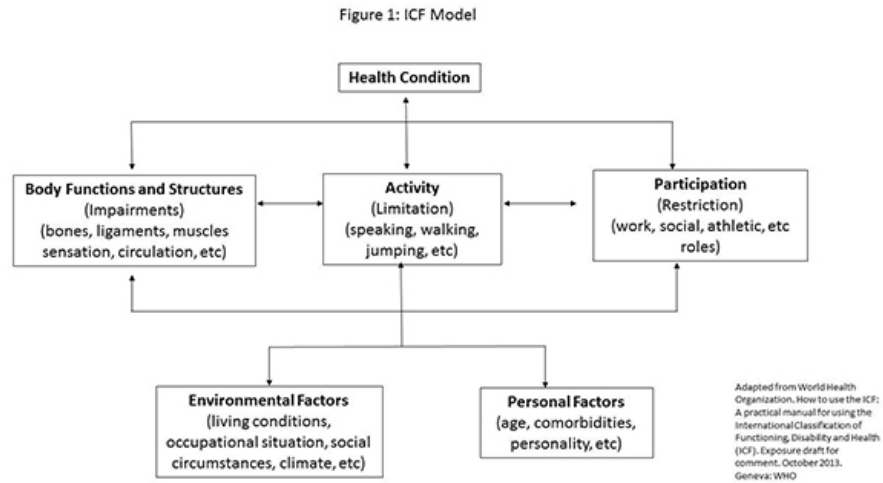 Figure 1: ICF Model
Health Condition
Body Functions and Structures
(Impairments)
(bones, ligaments, muscles
sensation, circulation, etc)
Activity
(Limitation)
(speaking, walking,
jumping, etc)
Participation
(Restriction)
(work, social, athletic, etc
roles)
Environmental Factors
(living conditions,
occupational situation, social
circumstances, climate, etc)
Personal Factors
(age, comorbidities,
personality, etc)
Adapted from World Health
Organization. How to use the ICF:
A practical manual for using the
International Classification of
Functioning, Disability and Health
(ICF). Exposure draft for
comment. October 2013.
Geneva: WHO